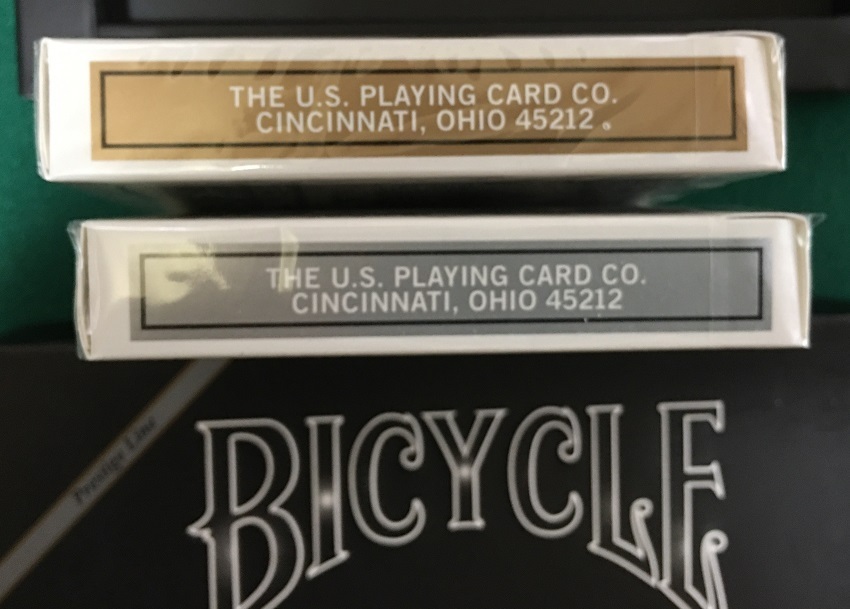 THE U.S. PLAYING CARD CO.
CINCINNATI, OHIO 45212 。
THE U.S. PLAYING CARD CO.
CINCINNATI, OHIO 45212
Prestige Line
BICYCLE